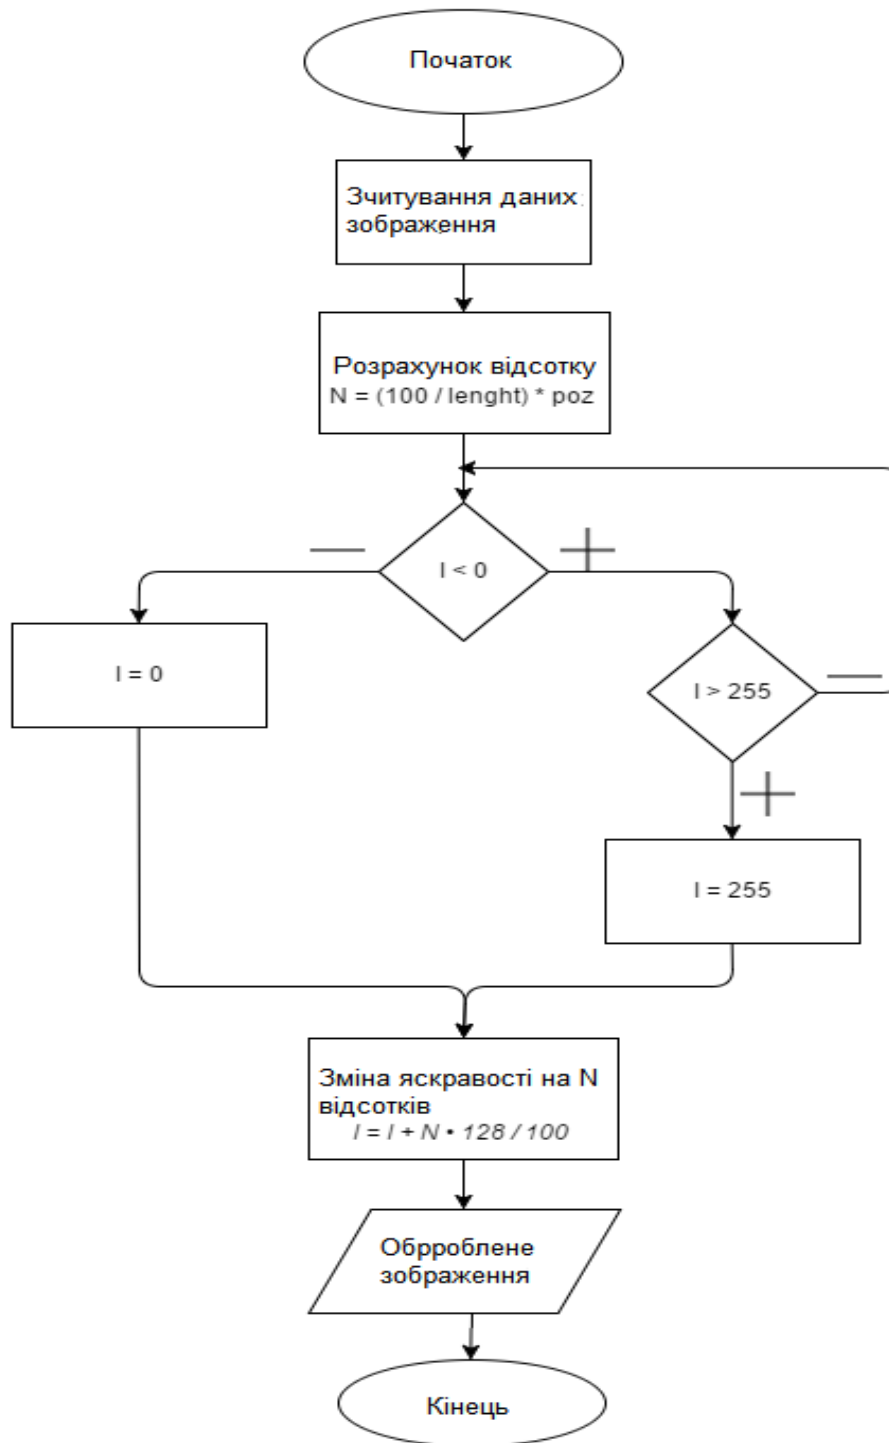 Початок
Зчитування даних
зображення
Розрахунок відсотку
N = (100 / lenght) * poz
—
+
I < 0
I = 0
I > 255
—
+
I = 255
Зміна яскравості на N
відсотків
I = I + N • 128 / 100
Обрроблене
зображення
Кінець